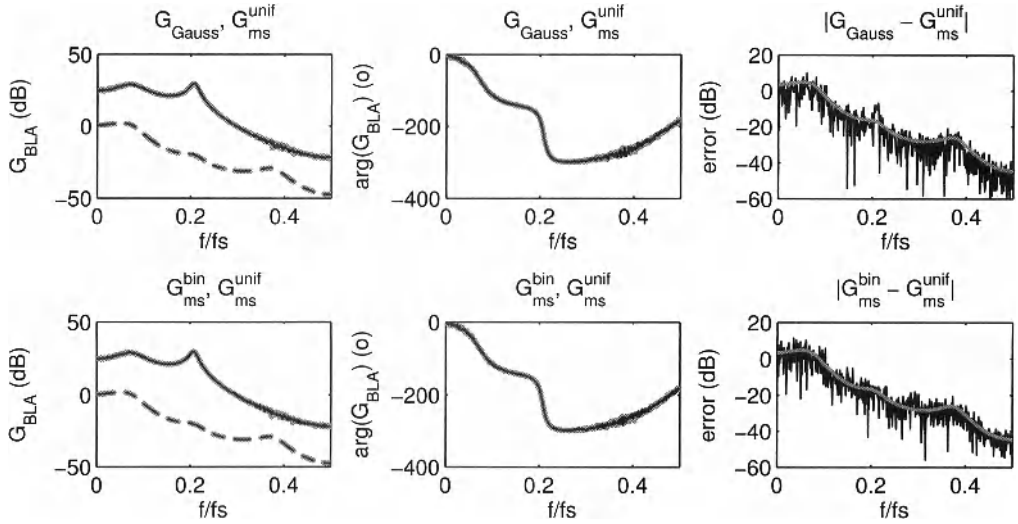 G_Gauss, G_ms^unif
G_BLA (dB)
50
0
−50
0 0.2 0.4
f/fs
G_Gauss, G_ms^unif
arg(G_BLA) (o)
0
−200
−400
0 0.2 0.4
f/fs
|G_Gauss − G_ms^unif|
error (dB)
20
0
−20
−40
−60
0 0.2 0.4
f/fs
G_ms^bin, G_ms^unif
G_BLA (dB)
50
0
−50
0 0.2 0.4
f/fs
G_ms^bin, G_ms^unif
arg(G_BLA) (o)
0
−200
−400
0 0.2 0.4
f/fs
|G_ms^bin − G_ms^unif|
error (dB)
20
0
−20
−40
−60
0 0.2 0.4
f/fs